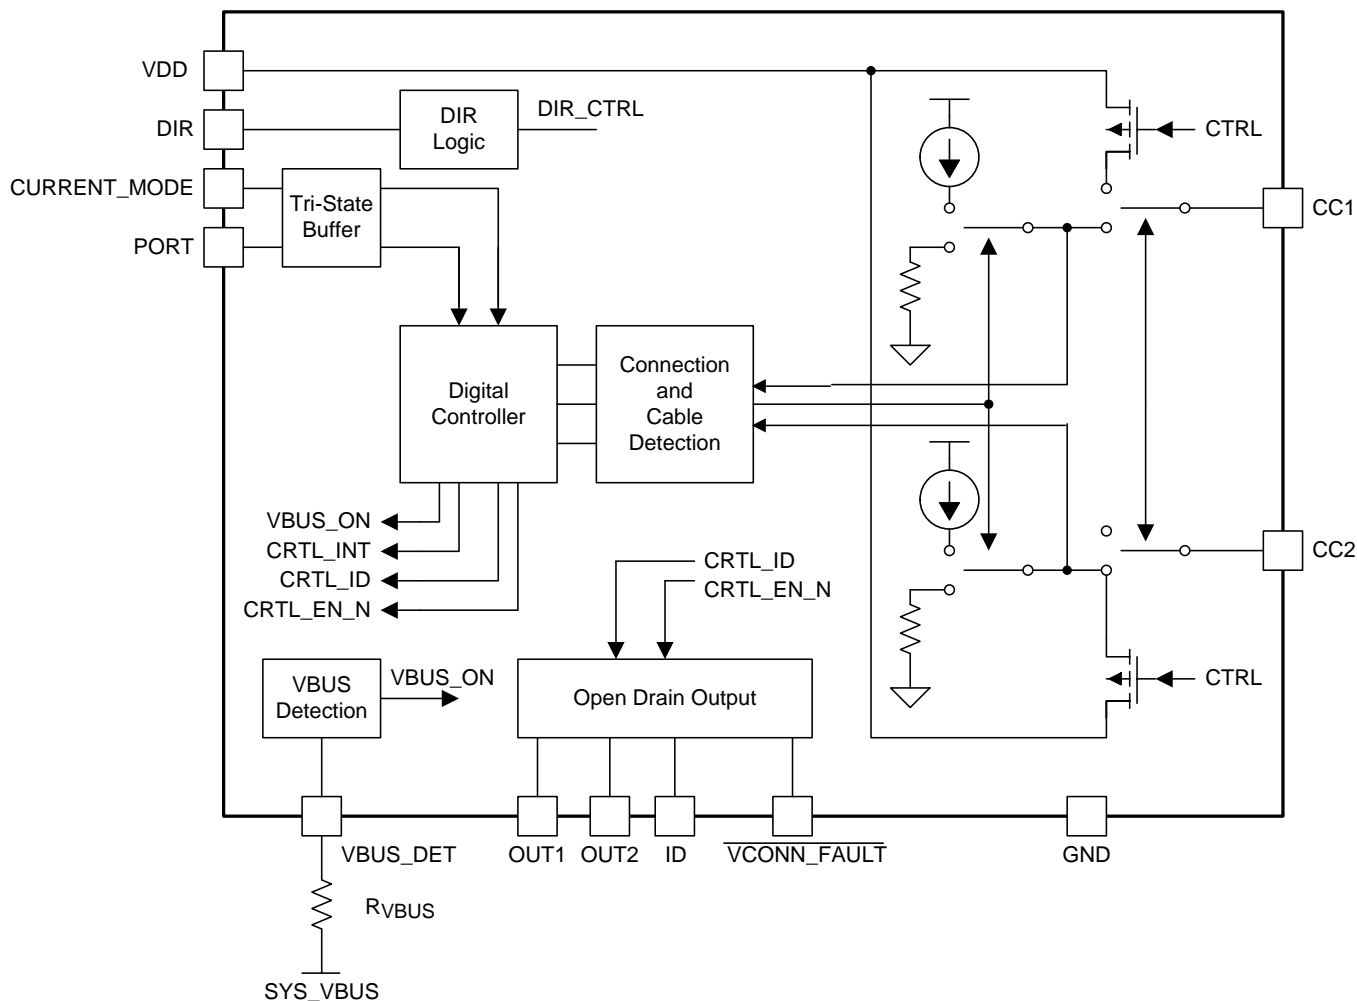 VDD
DIR
DIR
Logic
DIR_CTRL
CTRL
CURRENT_MODE
Tri-State
Buffer
CC1
PORT
Digital
Controller
Connection
and
Cable
Detection
VBUS_ON
CRTL_INT
CRTL_ID
CRTL_EN_N
CRTL_ID
CRTL_EN_N
CC2
VBUS
Detection
VBUS_ON
Open Drain Output
CTRL
VBUS_DET
OUT1
OUT2
ID
VCONN_FAULT
GND
RVBUS
SYS_VBUS